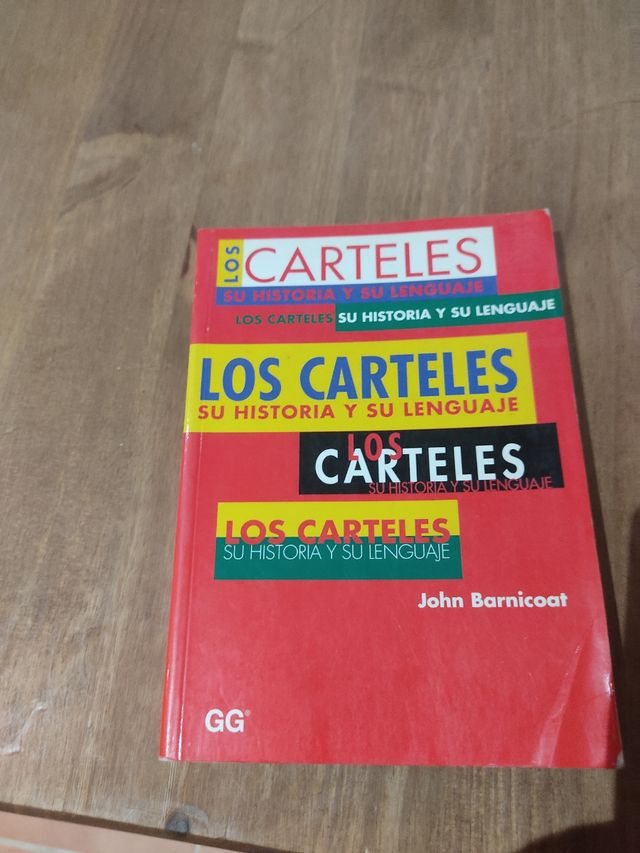 LOS CARTELES
SU HISTORIA Y SU LENGUAJE
LOS CARTELES SU HISTORIA Y SU LENGUAJE
LOS CARTELES
SU HISTORIA Y SU LENGUAJE
LOS
CARTELES
SU HISTORIA Y SU LENGUAJE
LOS CARTELES
SU HISTORIA Y SU LENGUAJE
John Barnicoat
GG®